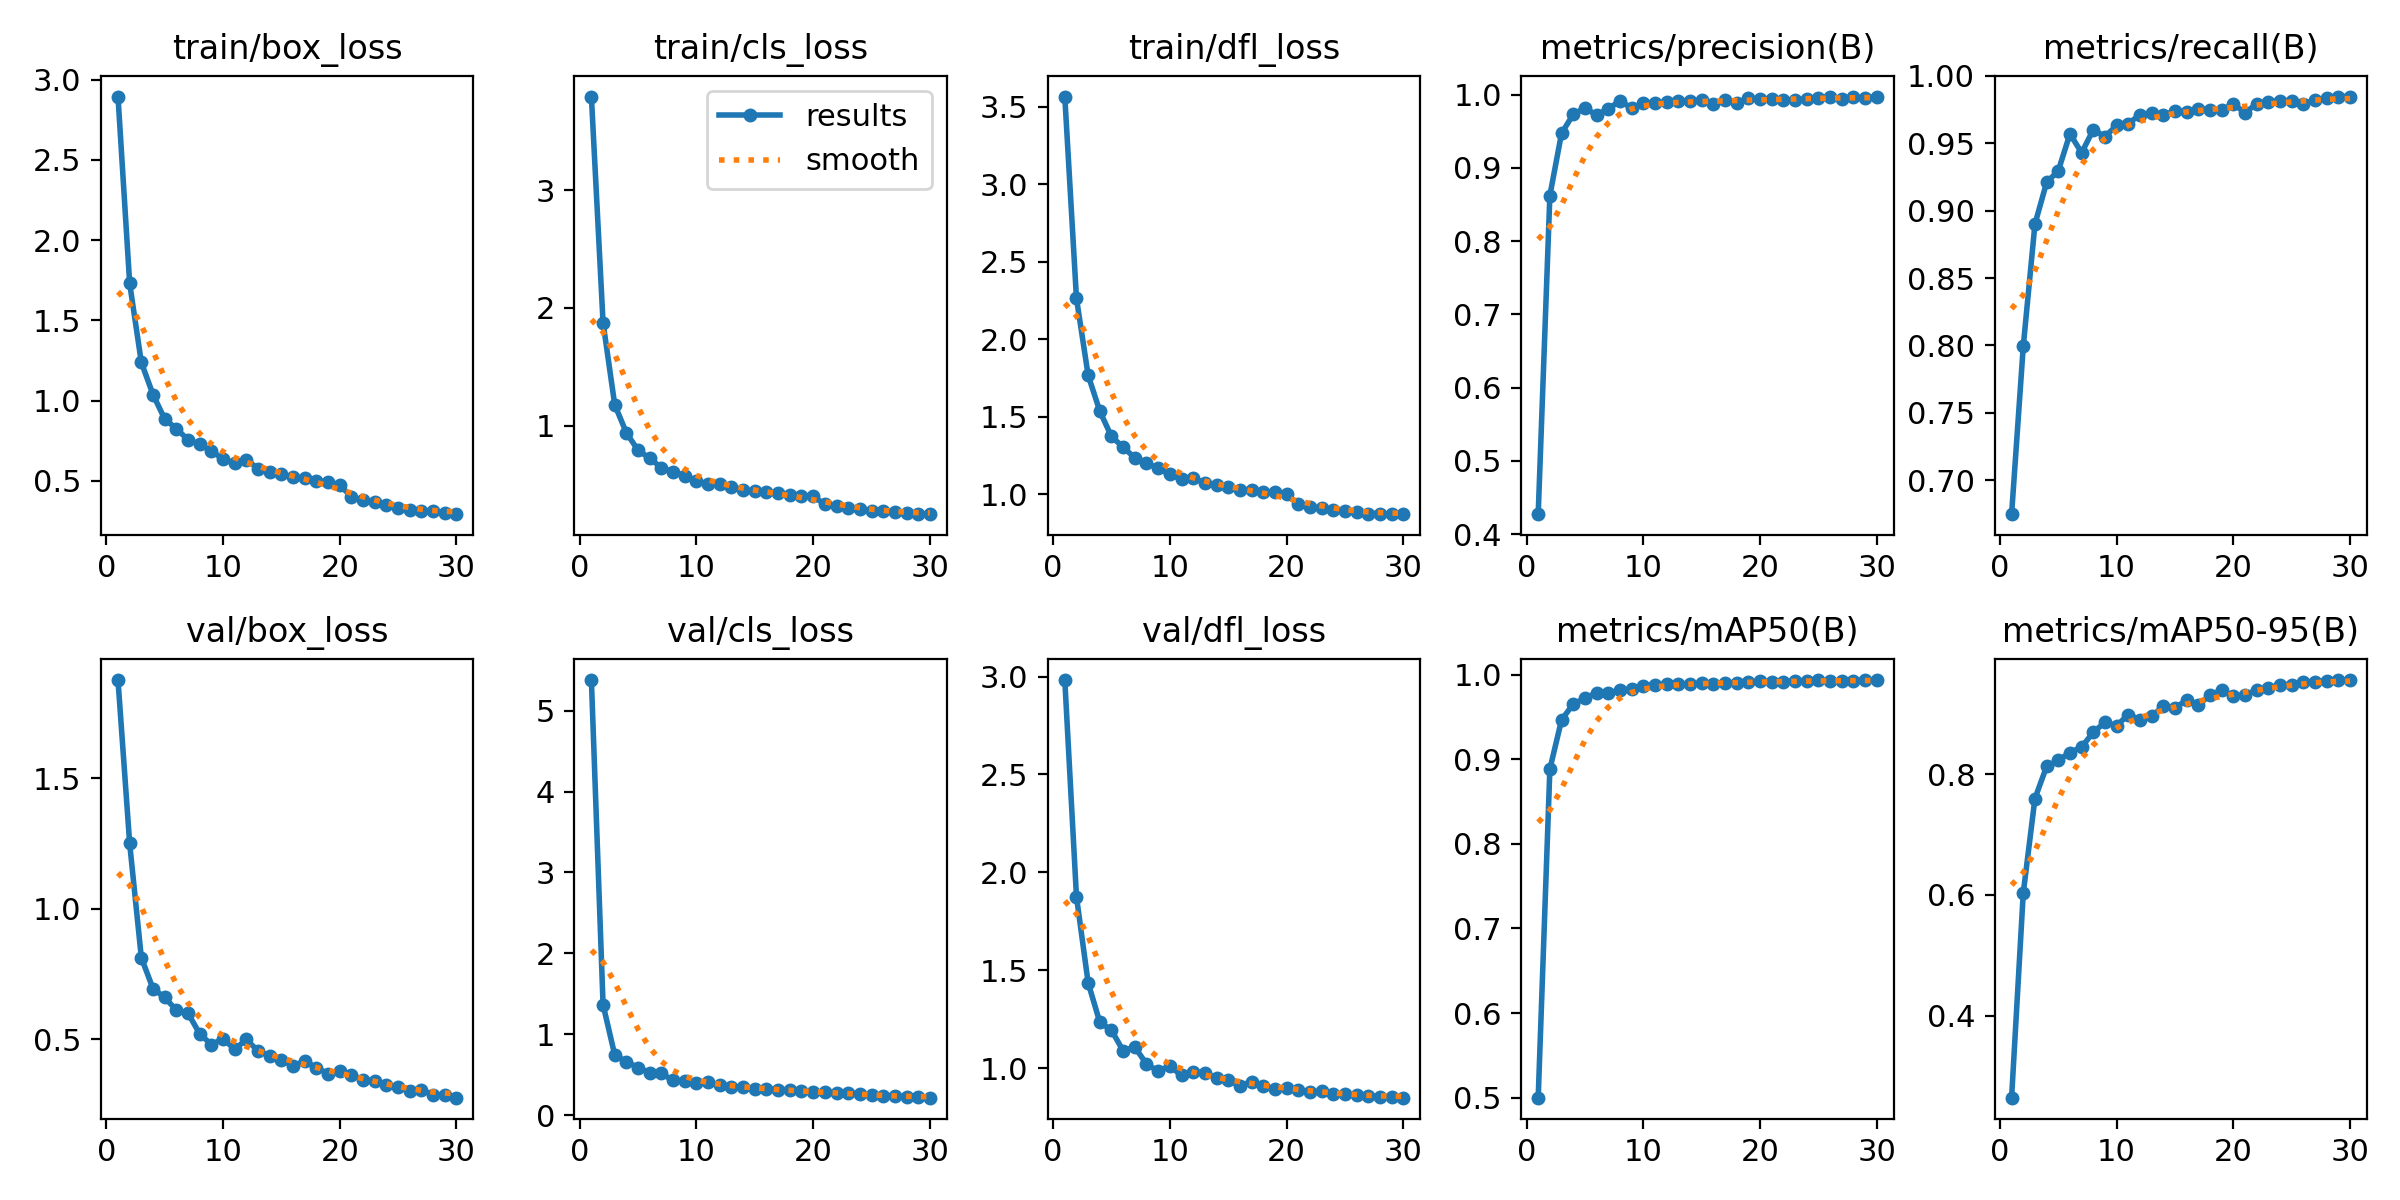 train/box_loss
3.0
2.5
2.0
1.5
1.0
0.5
0 10 20 30
train/cls_loss
results
smooth
3
2
1
0 10 20 30
train/dfl_loss
3.5
3.0
2.5
2.0
1.5
1.0
0 10 20 30
metrics/precision(B)
1.0
0.9
0.8
0.7
0.6
0.5
0.4
0 10 20 30
metrics/recall(B)
1.00
0.95
0.90
0.85
0.80
0.75
0.70
0 10 20 30
val/box_loss
1.5
1.0
0.5
0 10 20 30
val/cls_loss
5
4
3
2
1
0
0 10 20 30
val/dfl_loss
3.0
2.5
2.0
1.5
1.0
0 10 20 30
metrics/mAP50(B)
1.0
0.9
0.8
0.7
0.6
0.5
0 10 20 30
metrics/mAP50-95(B)
0.8
0.6
0.4
0 10 20 30